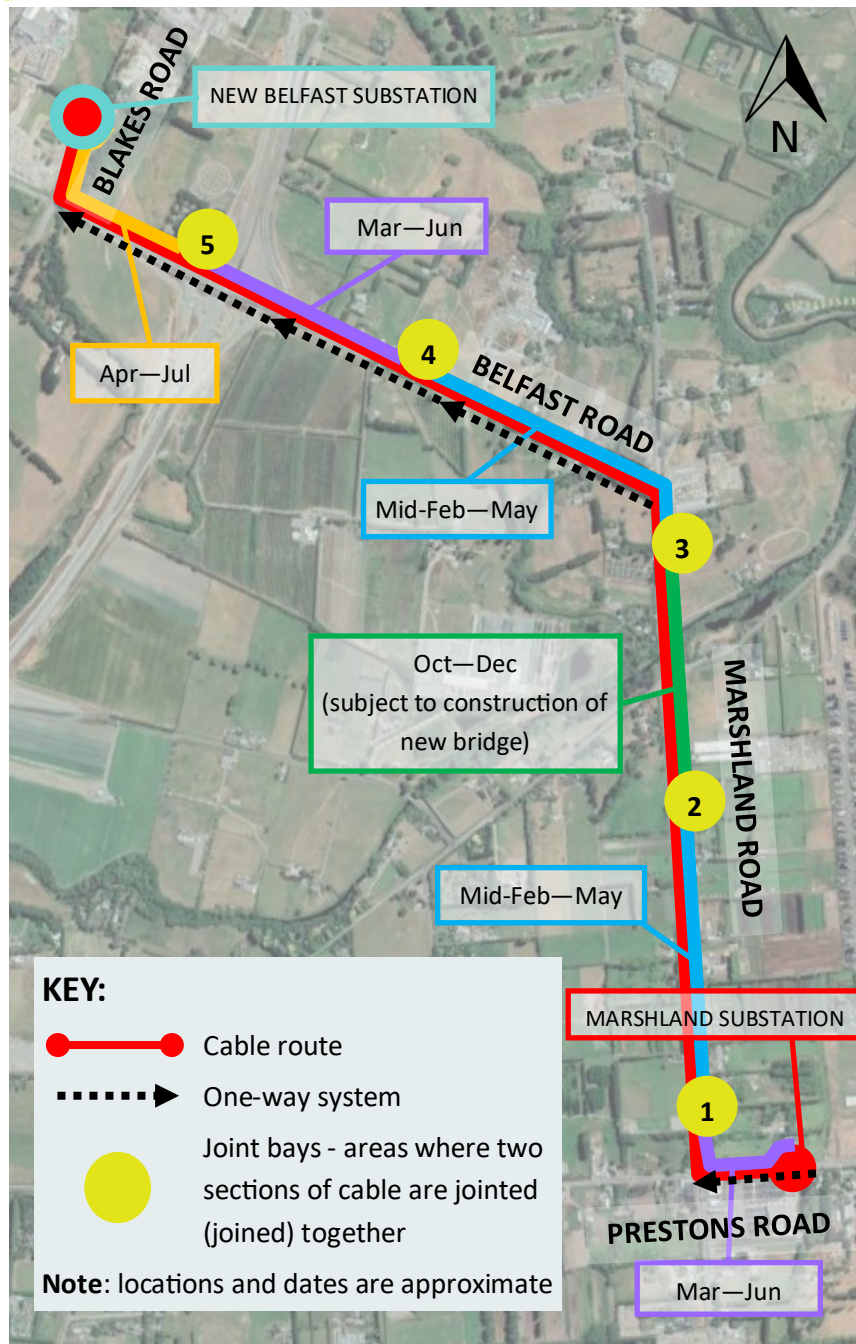 BLAKES ROAD
NEW BELFAST SUBSTATION
N
Mar—Jun
5
Apr—Jul
4
BELFAST ROAD
Mid-Feb—May
3
Oct—Dec
(subject to construction of
new bridge)
MARSHLAND ROAD
2
Mid-Feb—May
MARSHLAND SUBSTATION
1
PRESTONS ROAD
Mar—Jun
KEY:
Cable route
One-way system
Joint bays - areas where two
sections of cable are jointed
(joined) together
Note: locations and dates are approximate